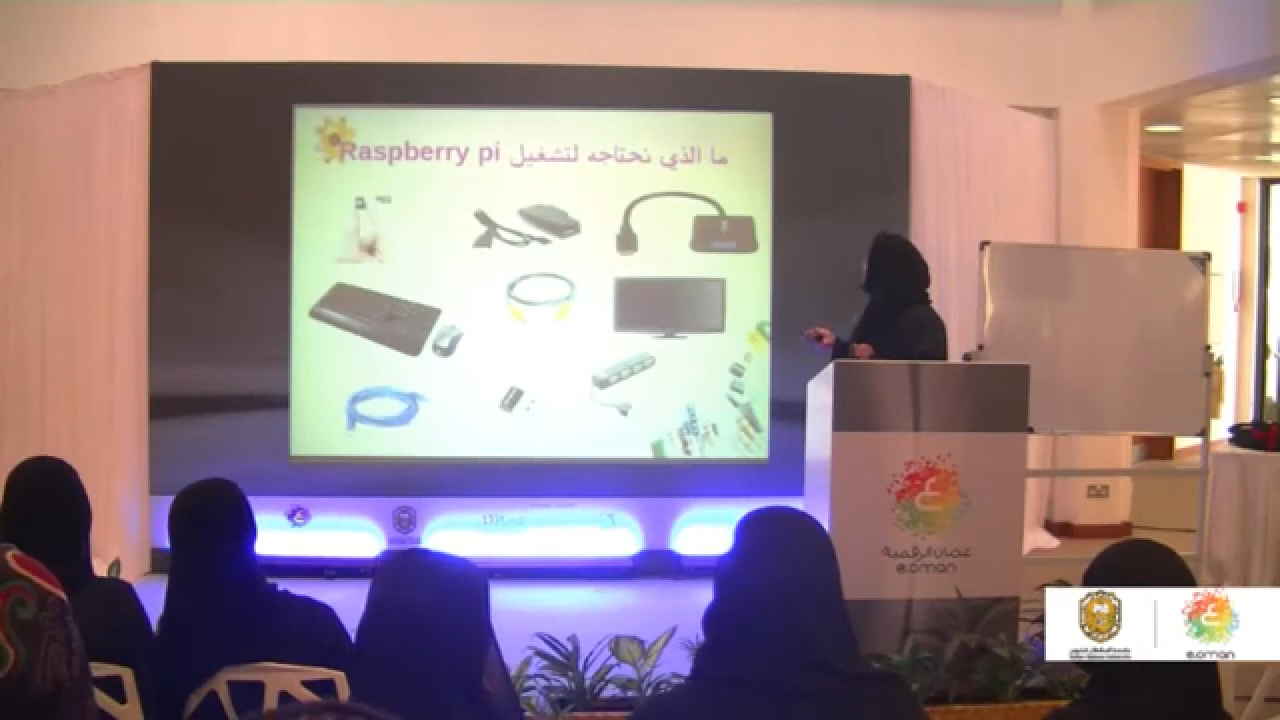 ما الذي نحتاجه لتشغيل Raspberry pi
ع
عمان الرقمية
e.oman
ع
e.oman